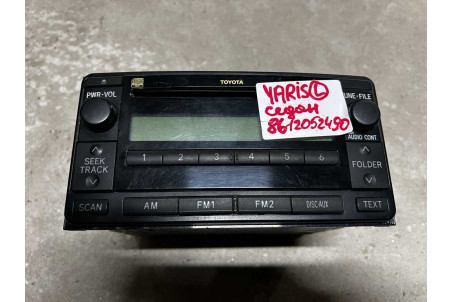 TOYOTA
PWR•VOL
TUNE•FILE
YARIS L
седан
8612052490
AUDIO CONT
1 2 3 4 5 6
SEEK
TRACK
FOLDER
SCAN AM FM1 FM2 DISC•AUX TEXT